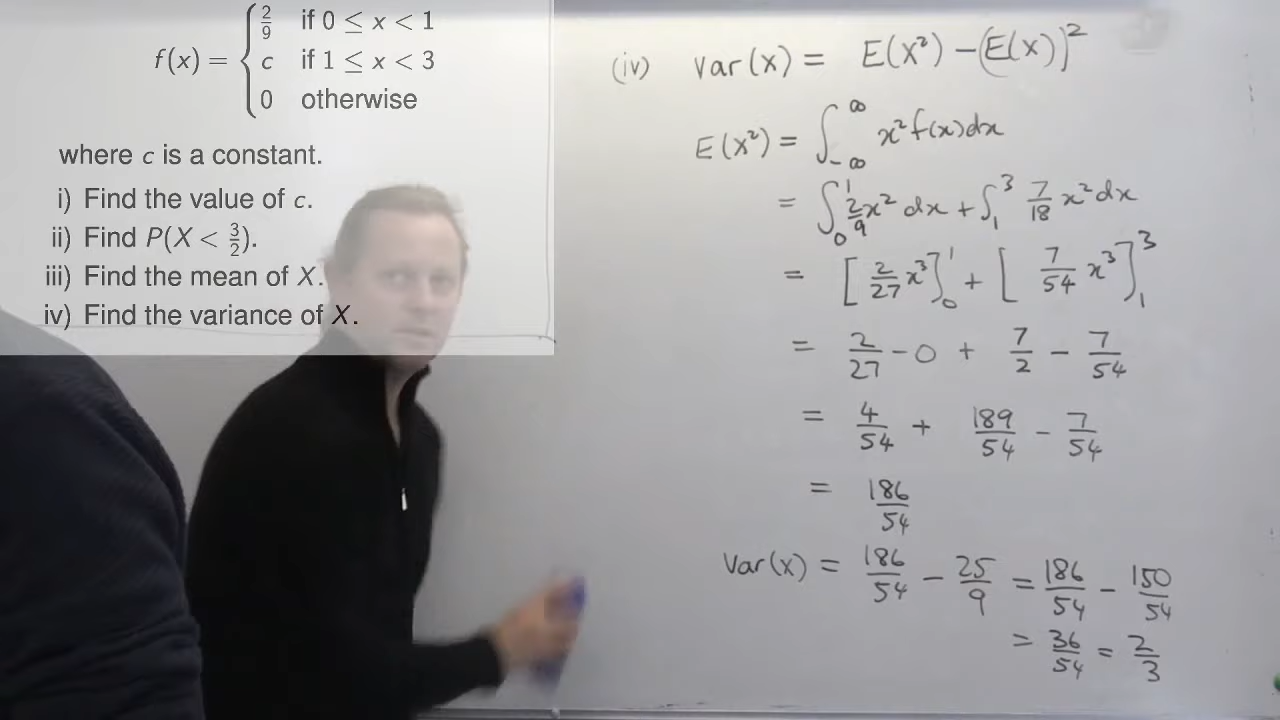 f(x) = { 2/9 if 0 ≤ x < 1
c if 1 ≤ x < 3
0 otherwise
where c is a constant.
i) Find the value of c.
ii) Find P(X < 3/2).
iii) Find the mean of X.
iv) Find the variance of X.
(iv) Var(X) = E(X²) – (E(X))²
E(X²) = ∫_{-∞}^{∞} x² f(x) dx
= ∫_0^1 2/9 x² dx + ∫_1^3 7/18 x² dx
= [2/27 x³]_0^1 + [7/54 x³]_1^3
= 2/27 – 0 + 7/2 – 7/54
= 4/54 + 189/54 – 7/54
= 186/54
Var(X) = 186/54 – 25/9 = 186/54 – 150/54
= 36/54 = 2/3